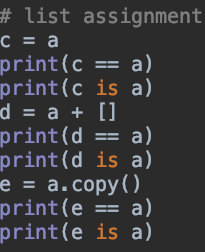 # list assignment
c = a
print(c == a)
print(c is a)
d = a + []
print(d == a)
print(d is a)
e = a.copy()
print(e == a)
print(e is a)